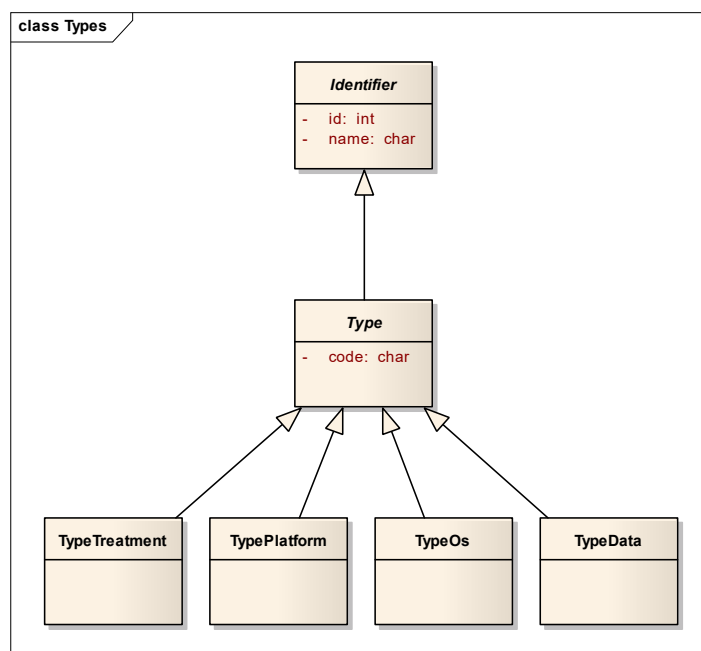 class Types
Identifier
- id: int
- name: char
Type
- code: char
TypeTreatment
TypePlatform
TypeOs
TypeData